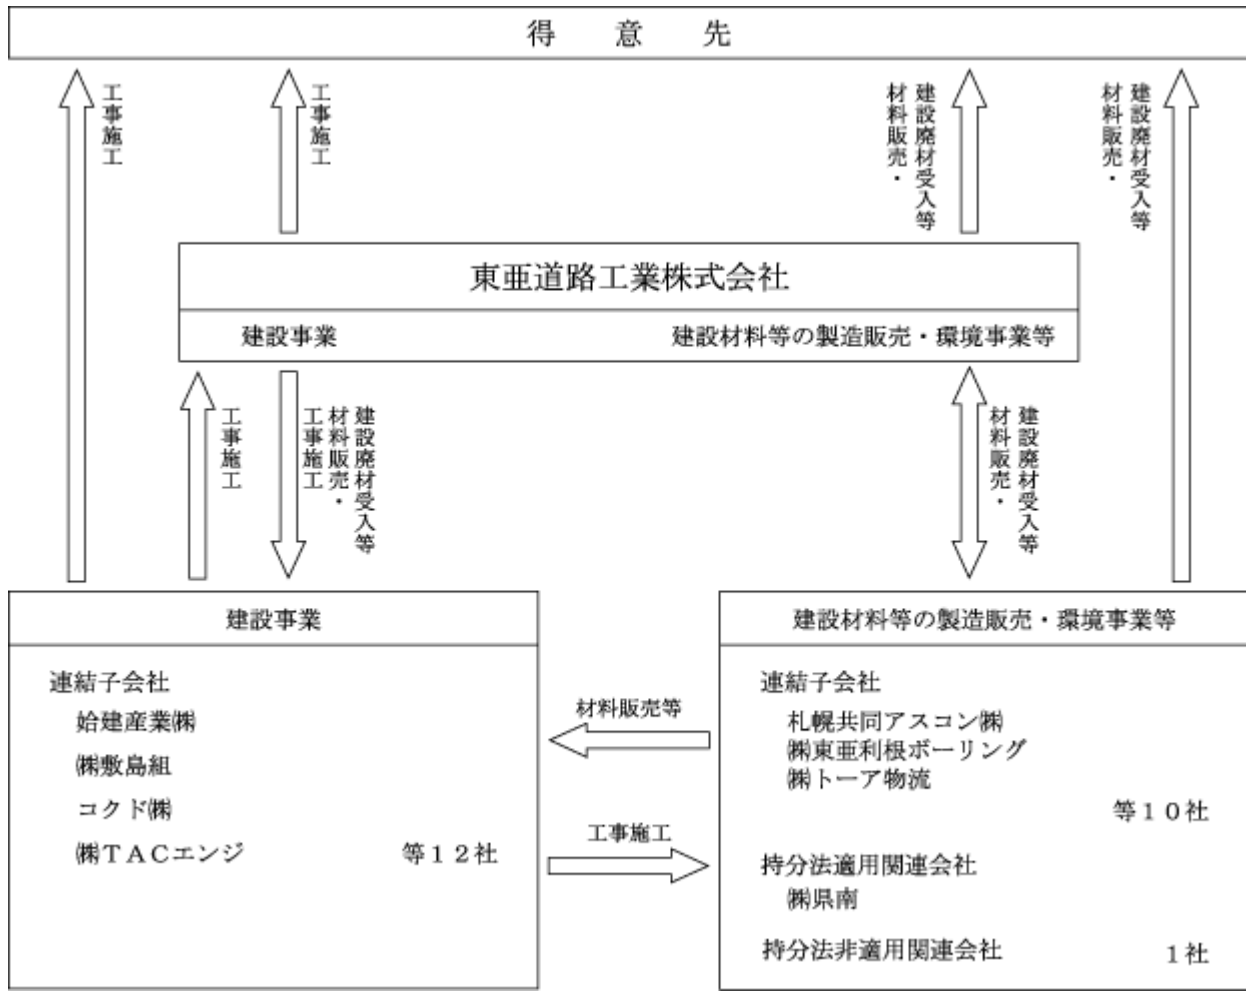 得意先
工事施工
工事施工
建設廃材受入等
材料販売・
建設廃材受入等
材料販売・
東亜道路工業株式会社
建設事業
建設材料等の製造販売・環境事業等
工事施工
建設廃材受入等
材料販売・
工事施工
建設廃材受入等
材料販売・
建設事業
連結子会社
姶建産業㈱
㈱敷島組
コクド㈱
㈱ＴＡＣエンジ 等１２社
材料販売等
工事施工
建設材料等の製造販売・環境事業等
連結子会社
札幌共同アスコン㈱
㈱東亜利根ボーリング
㈱トーア物流
等１０社
持分法適用関連会社
㈱県南
持分法非適用関連会社 １社